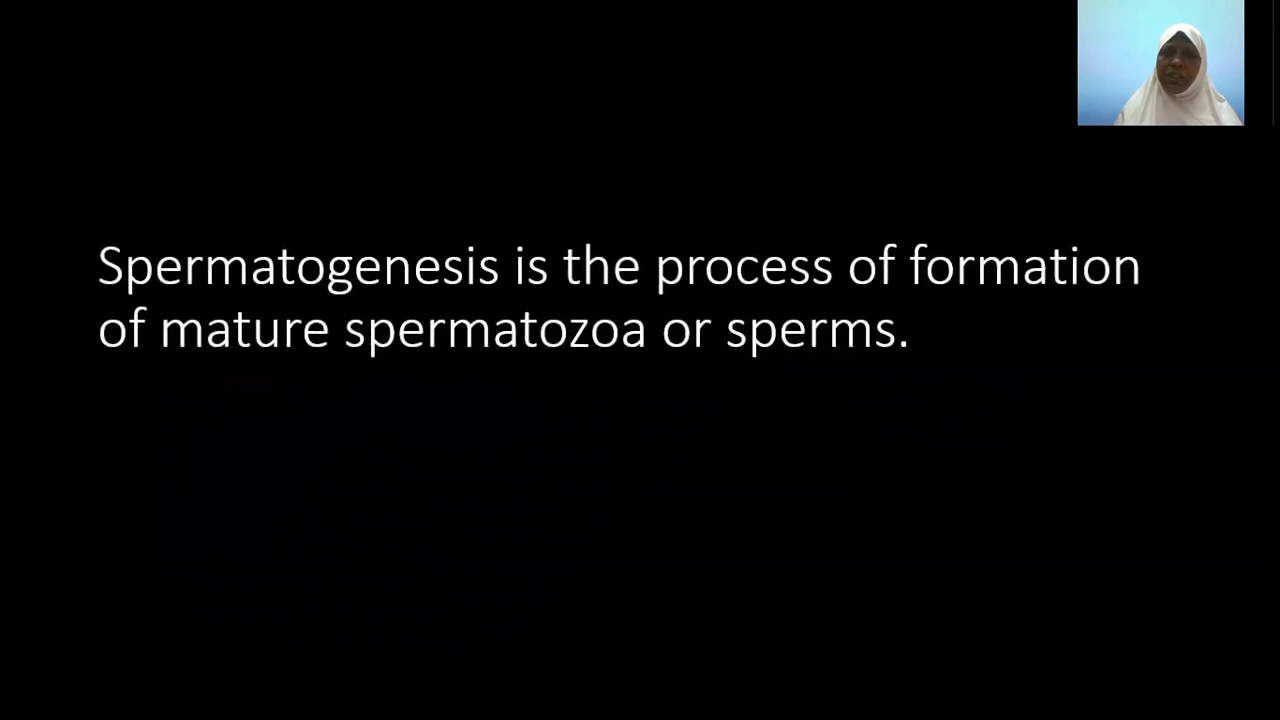 Spermatogenesis is the process of formation
of mature spermatozoa or sperms.